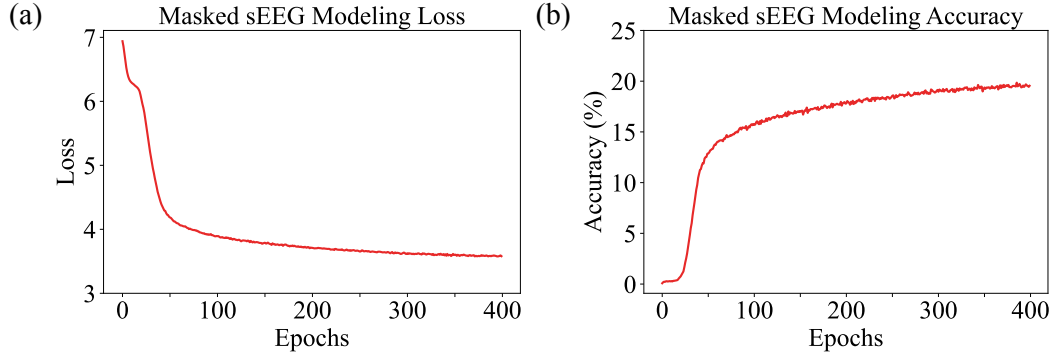 (a)
Masked sEEG Modeling Loss
7
6
5
4
3
Loss
0 100 200 300 400
Epochs
(b)
Masked sEEG Modeling Accuracy
25
20
15
10
5
0
Accuracy (%)
0 100 200 300 400
Epochs